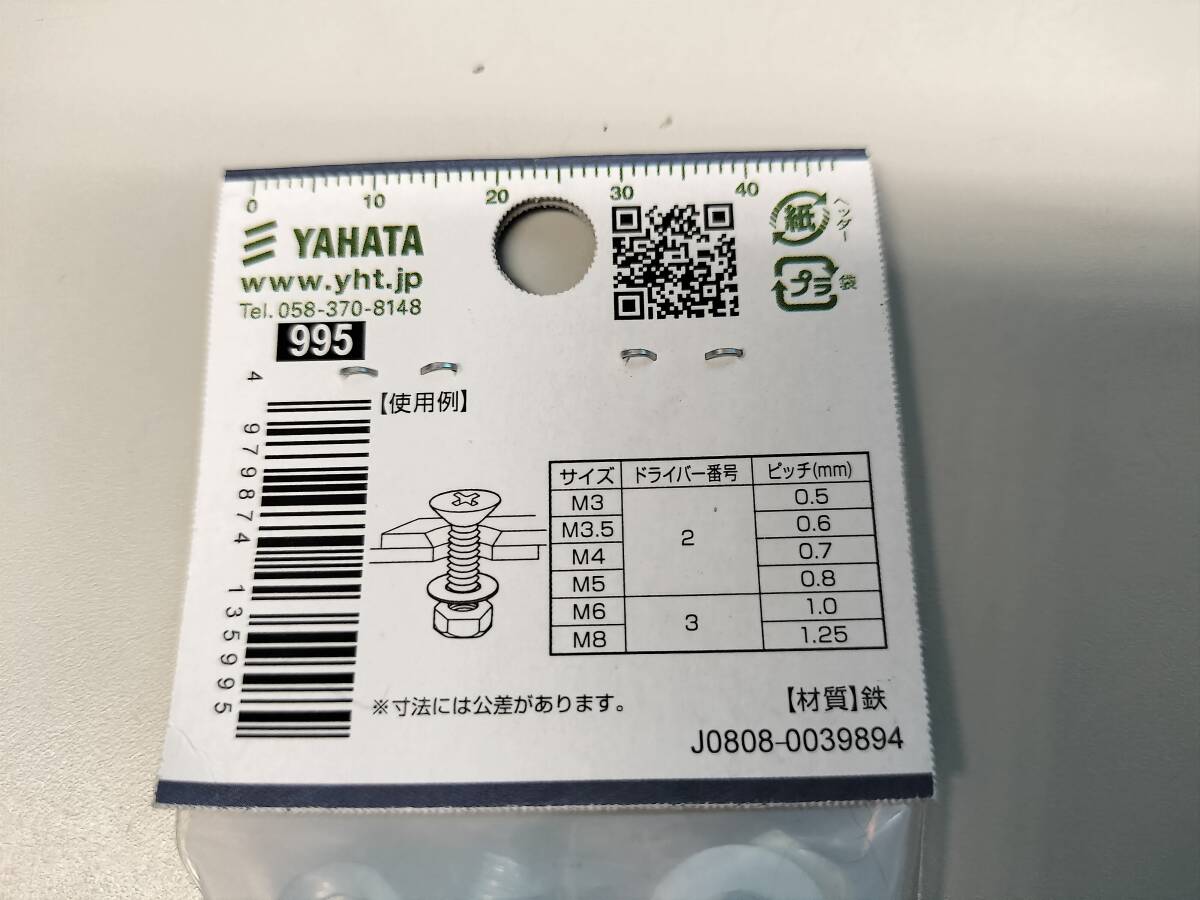 0 10 20 30 40
YAHATA
www.yht.jp
Tel.058-370-8148
995
紙
ヘッダー
プラ
袋
4 979874 135995
【使用例】
サイズ ドライバー番号 ピッチ(mm)
M3 2 0.5
M3.5 0.6
M4 0.7
M5 0.8
M6 3 1.0
M8 1.25
※寸法には公差があります。
【材質】鉄
J0808-0039894